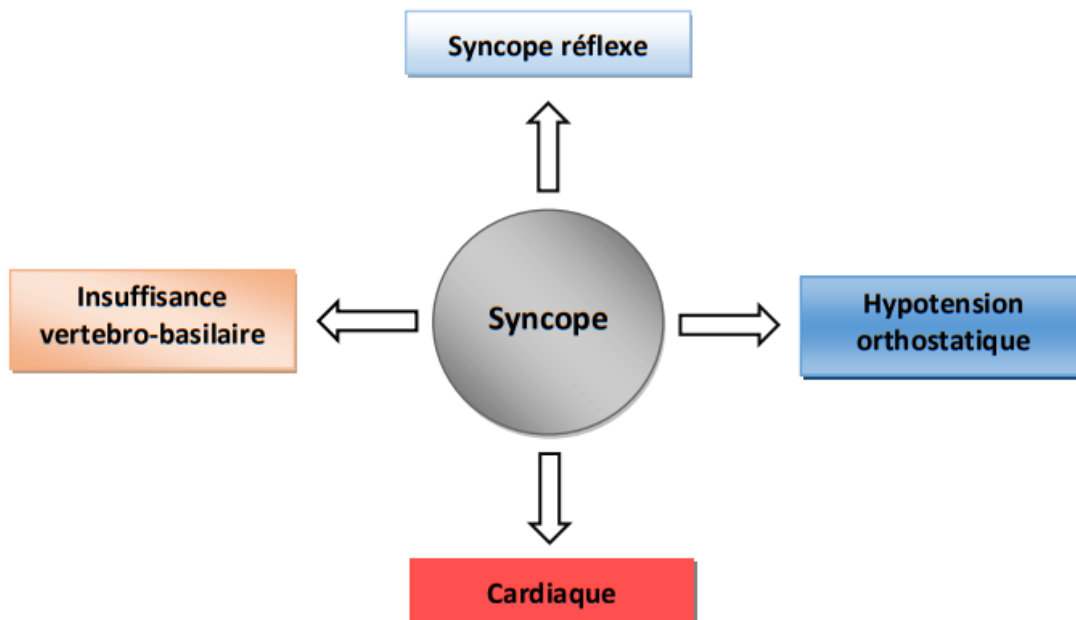 Syncope réflexe
Insuffisance
vertebro-basilaire
Syncope
Hypotension
orthostatique
Cardiaque